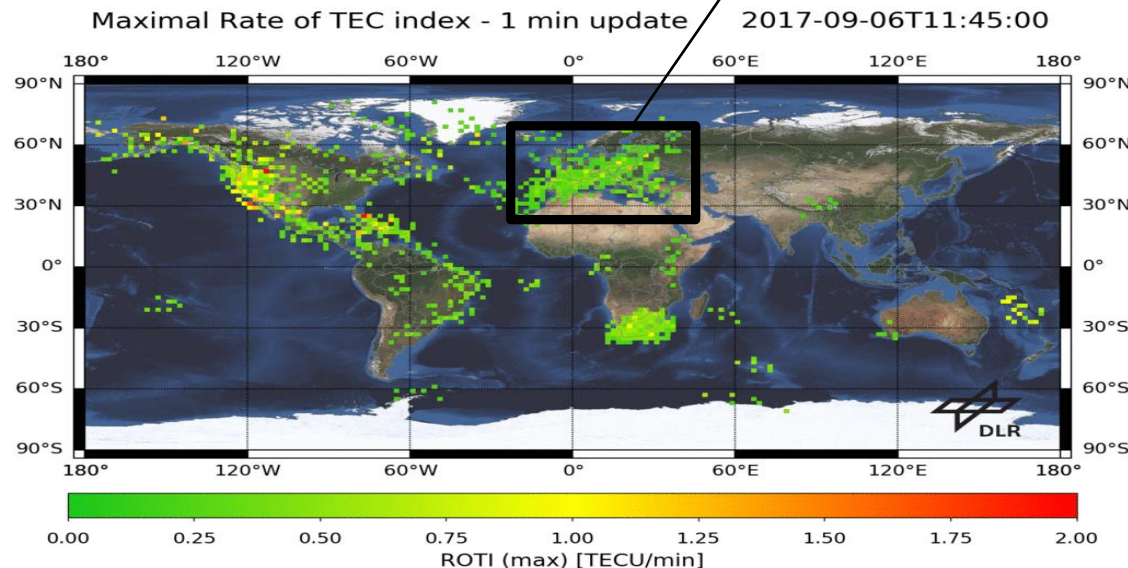 Maximal Rate of TEC index - 1 min update 2017-09-06T11:45:00
180° 120°W 60°W 0° 60°E 120°E 180°
90°N 90°N
60°N 60°N
30°N 30°N
0° 0°
30°S 30°S
60°S 60°S
DLR
90°S 90°S
180° 120°W 60°W 0° 60°E 120°E 180°
0.00 0.25 0.50 0.75 1.00 1.25 1.50 1.75 2.00
ROTI (max) [TECU/min]